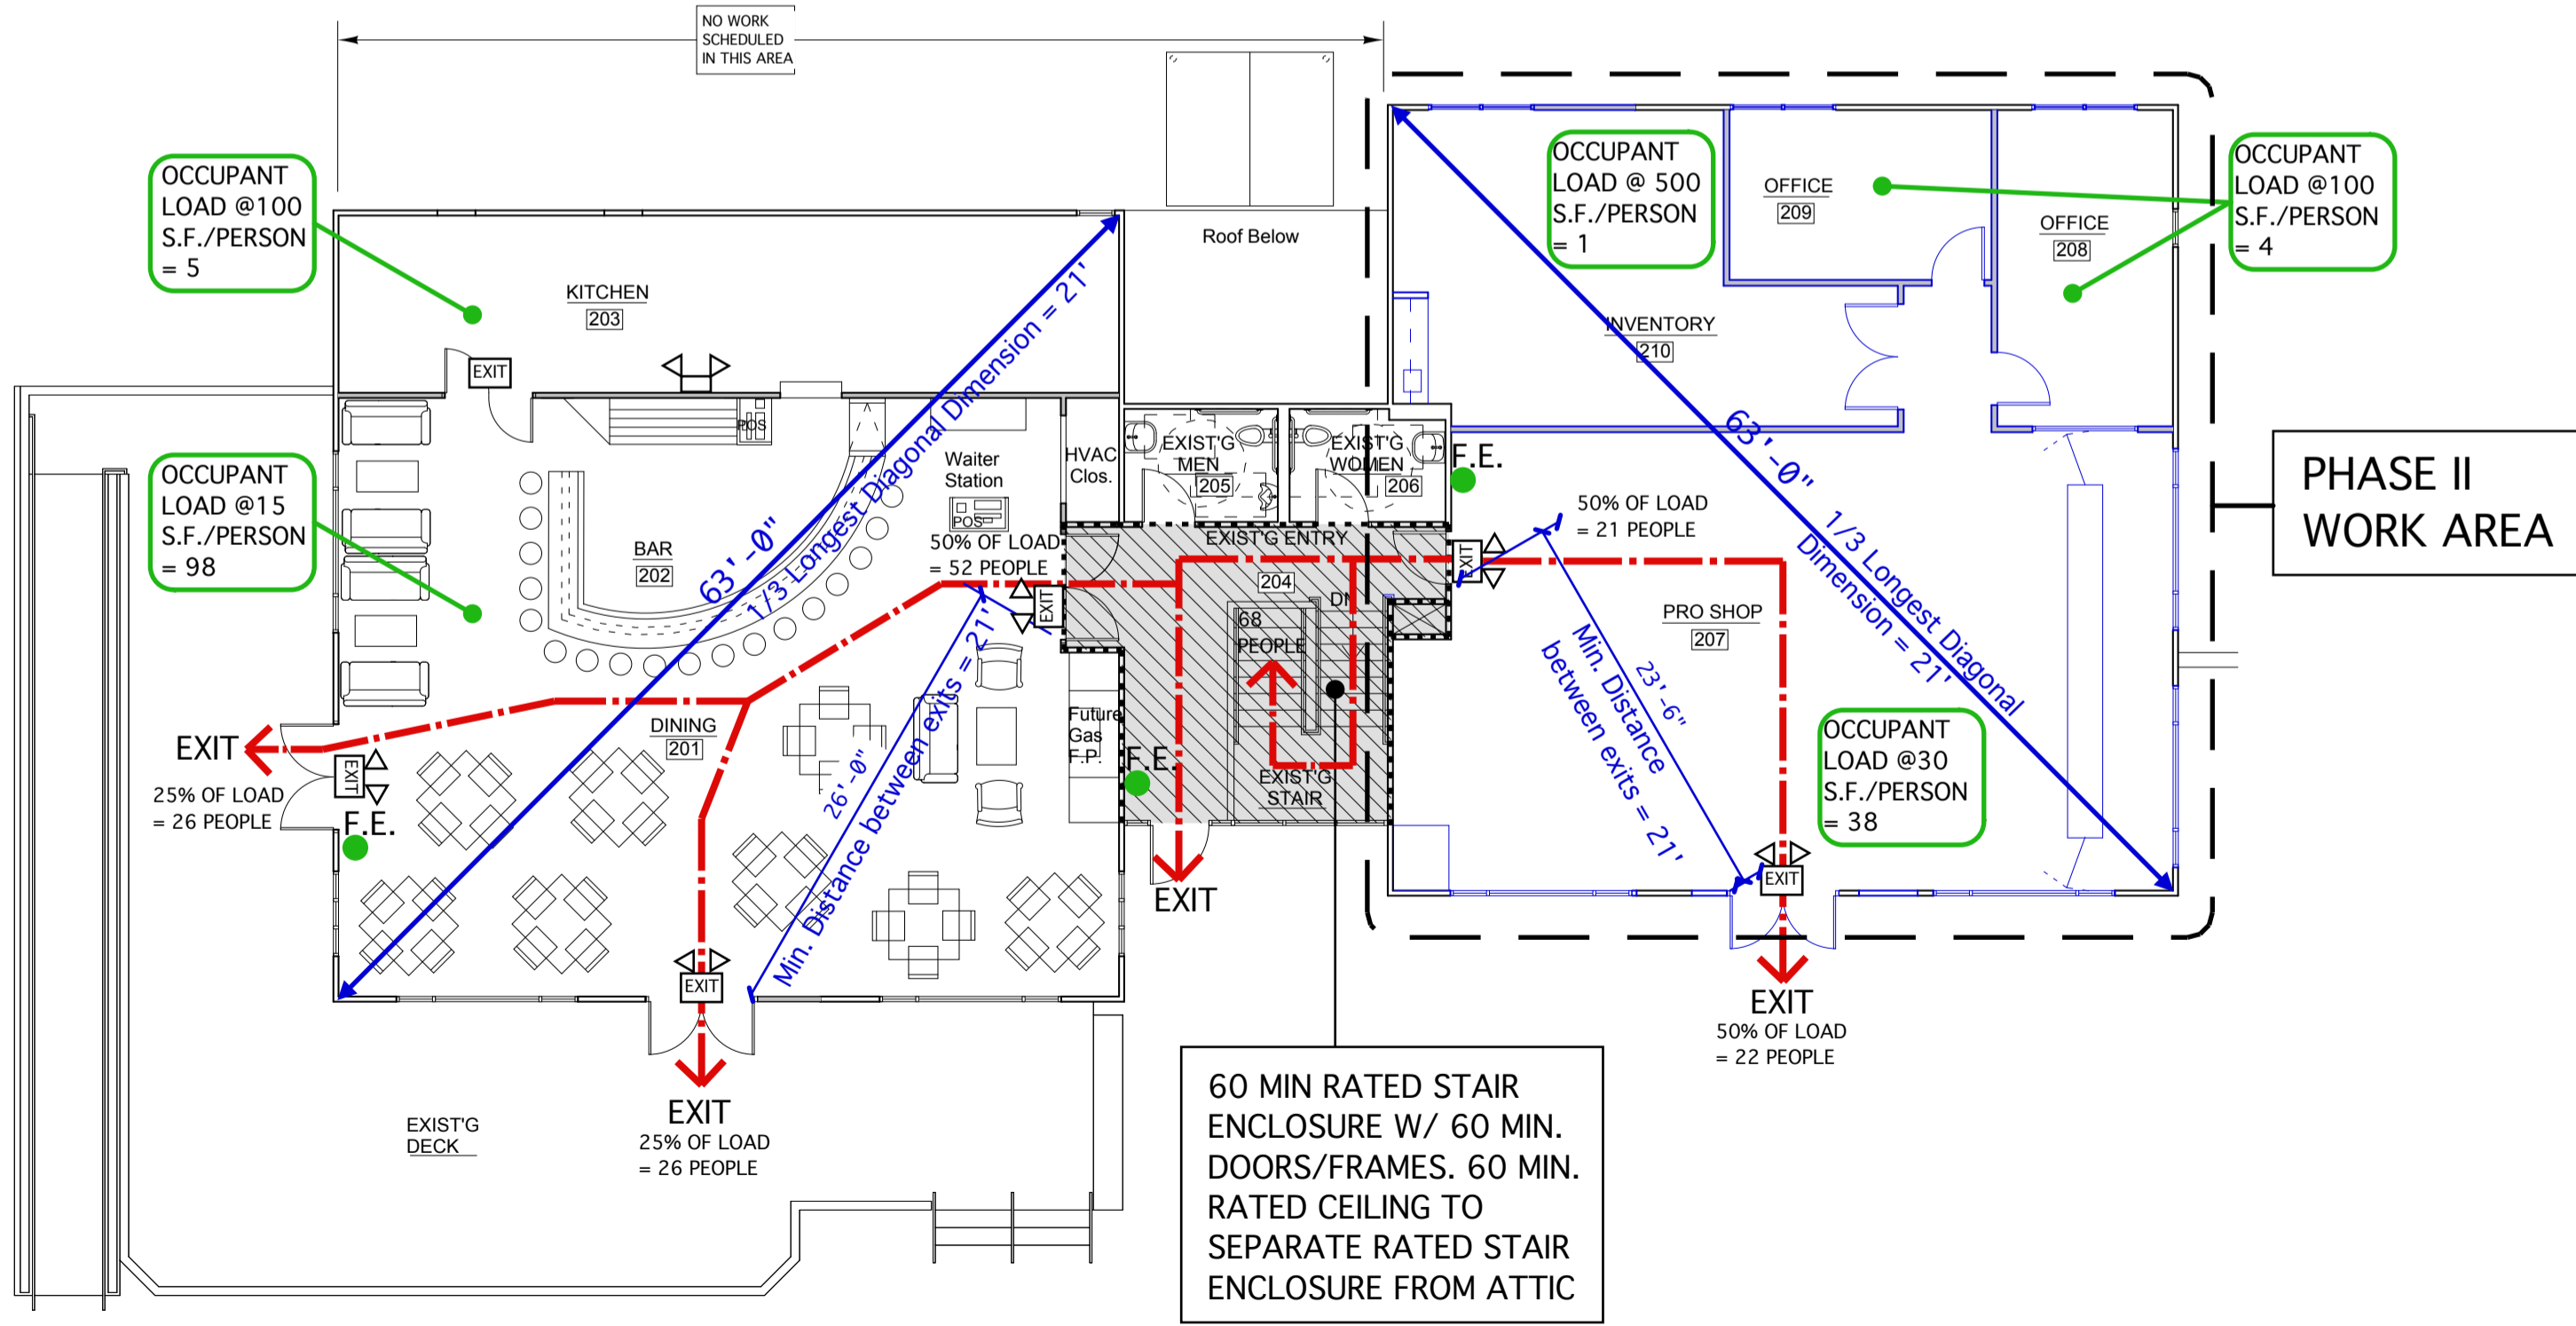 NO WORK
SCHEDULED
IN THIS AREA
OCCUPANT
LOAD @100
S.F./PERSON
= 5
KITCHEN
203
EXIT
Roof Below
OCCUPANT
LOAD @ 500
S.F./PERSON
= 1
OFFICE
209
OFFICE
208
OCCUPANT
LOAD @100
S.F./PERSON
= 4
INVENTORY
210
OCCUPANT
LOAD @15
S.F./PERSON
= 98
POS
BAR
202
63'-0"
1/3 Longest Diagonal Dimension = 21'
Waiter
Station
POS
HVAC
Clos.
EXIST'G
MEN
205
EXIST'G
WOMEN
206
F.E.
50% OF LOAD
= 52 PEOPLE
EXIT
EXIST'G ENTRY
204
DN
68
PEOPLE
EXIST'G
STAIR
EXIT
50% OF LOAD
= 21 PEOPLE
63'-0"
1/3 Longest Diagonal
Dimension = 21'
PRO SHOP
207
23'-6"
Min. Distance
between exits = 21'
PHASE II
WORK AREA
DINING
201
26'-0"
Min. Distance between exits = 21'
Future
Gas
F.P.
F.E.
EXIT
EXIT
25% OF LOAD
= 26 PEOPLE
EXIT
F.E.
OCCUPANT
LOAD @30
S.F./PERSON
= 38
EXIT
EXIT
50% OF LOAD
= 22 PEOPLE
EXIT
EXIT
25% OF LOAD
= 26 PEOPLE
EXIST'G
DECK
60 MIN RATED STAIR
ENCLOSURE W/ 60 MIN.
DOORS/FRAMES. 60 MIN.
RATED CEILING TO
SEPARATE RATED STAIR
ENCLOSURE FROM ATTIC